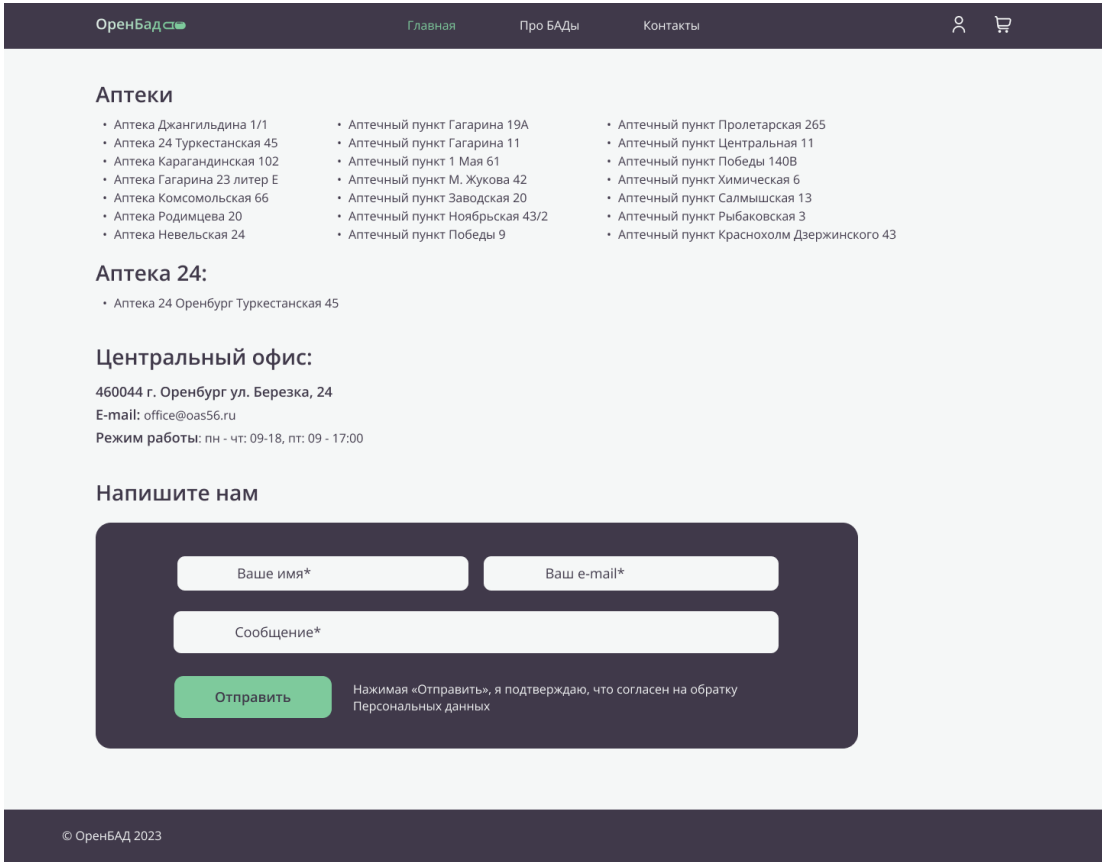 ОренБад
Главная
Про БАДы
Контакты
Аптеки
• Аптека Джангильдина 1/1
• Аптека 24 Туркестанская 45
• Аптека Карагандинская 102
• Аптека Гагарина 23 литер Е
• Аптека Комсомольская 66
• Аптека Родимцева 20
• Аптека Невельская 24
• Аптечный пункт Гагарина 19А
• Аптечный пункт Гагарина 11
• Аптечный пункт 1 Мая 61
• Аптечный пункт М. Жукова 42
• Аптечный пункт Заводская 20
• Аптечный пункт Ноябрьская 43/2
• Аптечный пункт Победы 9
• Аптечный пункт Пролетарская 265
• Аптечный пункт Центральная 11
• Аптечный пункт Победы 140В
• Аптечный пункт Химическая 6
• Аптечный пункт Салмышская 13
• Аптечный пункт Рыбаковская 3
• Аптечный пункт Краснохолм Дзержинского 43
Аптека 24:
• Аптека 24 Оренбург Туркестанская 45
Центральный офис:
460044 г. Оренбург ул. Березка, 24
E-mail: office@oas56.ru
Режим работы: пн - чт: 09-18, пт: 09 - 17:00
Напишите нам
Ваше имя*
Ваш e-mail*
Сообщение*
Отправить
Нажимая «Отправить», я подтверждаю, что согласен на обратку
Персональных данных
© ОренБАД 2023